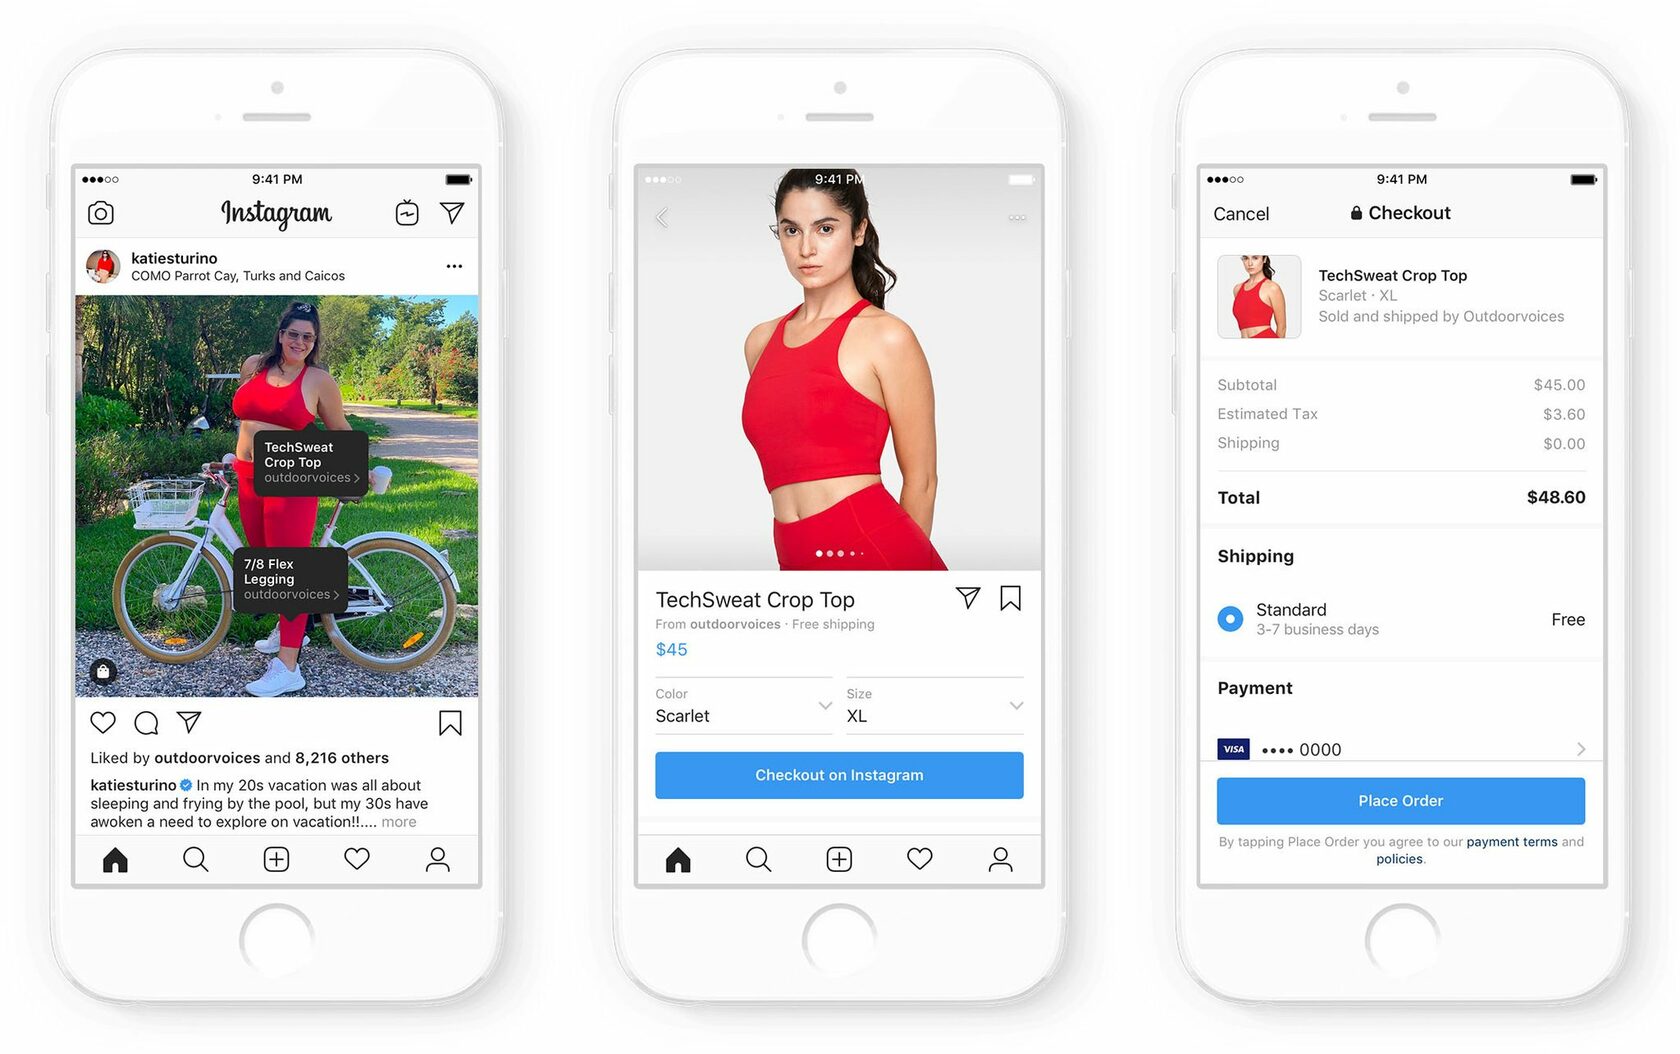 9:41 PM
Instagram
katiesturino
COMO Parrot Cay, Turks and Caicos
TechSweat
Crop Top
outdoorvoices >
7/8 Flex
Legging
outdoorvoices >
Liked by outdoorvoices and 8,216 others
katiesturino In my 20s vacation was all about
sleeping and frying by the pool, but my 30s have
awoken a need to explore on vacation!!.... more
9:41 PM
TechSweat Crop Top
From outdoorvoices · Free shipping
$45
Color
Scarlet
Size
XL
Checkout on Instagram
9:41 PM
Cancel
Checkout
TechSweat Crop Top
Scarlet · XL
Sold and shipped by Outdoorvoices
Subtotal $45.00
Estimated Tax $3.60
Shipping $0.00
Total $48.60
Shipping
Standard
3-7 business days
Free
Payment
VISA •••• 0000
Place Order
By tapping Place Order you agree to our payment terms and
policies.